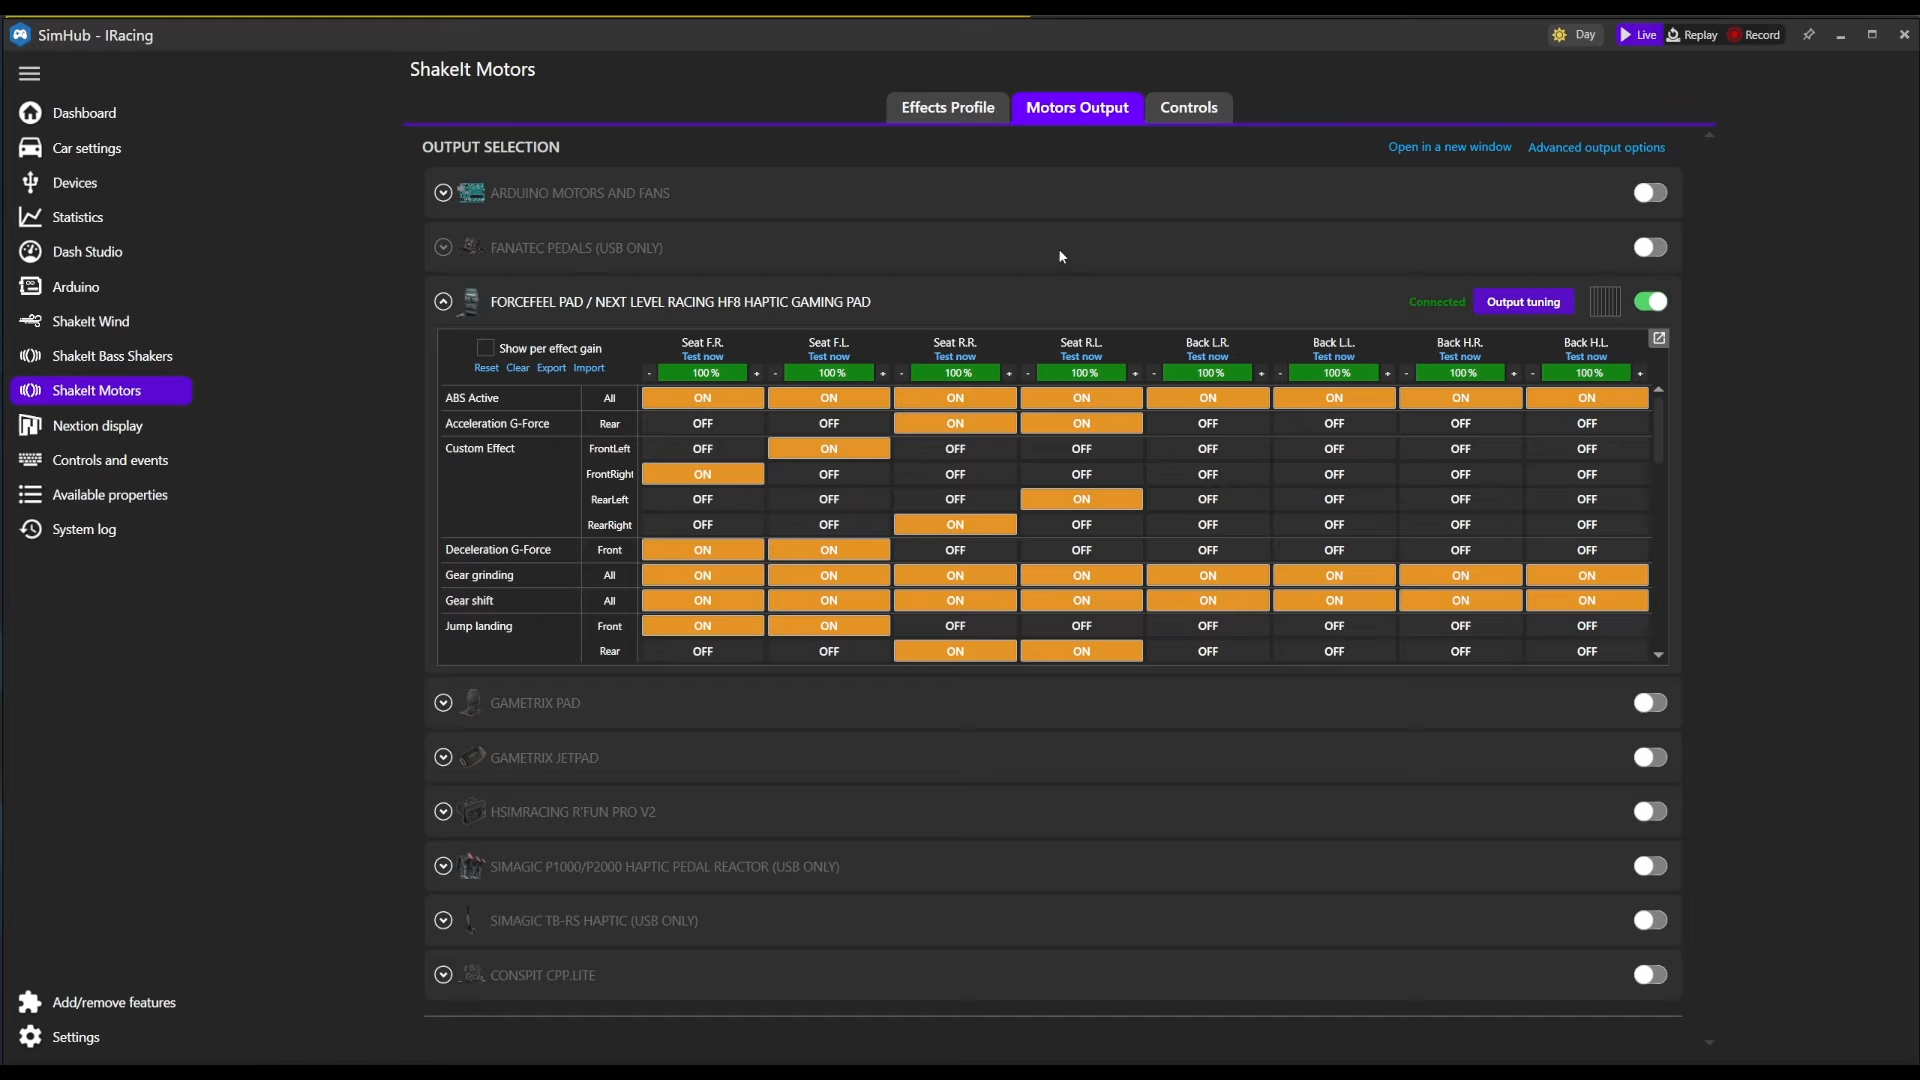 SimHub - IRacing
Day
Live
Replay
Record
ShakeIt Motors
Dashboard
Car settings
Devices
Statistics
Dash Studio
Arduino
ShakeIt Wind
ShakeIt Bass Shakers
ShakeIt Motors
Nextion display
Controls and events
Available properties
System log
Add/remove features
Settings
Effects Profile
Motors Output
Controls
OUTPUT SELECTION
Open in a new window
Advanced output options
ARDUINO MOTORS AND FANS
FANATEC PEDALS (USB ONLY)
FORCEFEEL PAD / NEXT LEVEL RACING HF8 HAPTIC GAMING PAD
Connected
Output tuning
Show per effect gain
Reset Clear Export Import
Seat F.R. Seat F.L. Seat R.R. Seat R.L. Back L.R. Back L.L. Back H.R. Back H.L.
Test now Test now Test now Test now Test now Test now Test now Test now
- 100 % + - 100 % + - 100 % + - 100 % + - 100 % + - 100 % + - 100 % + - 100 % +
ABS Active All ON ON ON ON ON ON ON ON
Acceleration G-Force Rear OFF OFF ON ON OFF OFF OFF OFF
Custom Effect FrontLeft OFF ON OFF OFF OFF OFF OFF OFF
FrontRight ON OFF OFF OFF OFF OFF OFF OFF
RearLeft OFF OFF OFF ON OFF OFF OFF OFF
RearRight OFF OFF ON OFF OFF OFF OFF OFF
Deceleration G-Force Front ON ON OFF OFF OFF OFF OFF OFF
Gear grinding All ON ON ON ON ON ON ON ON
Gear shift All ON ON ON ON ON ON ON ON
Jump landing Front ON ON OFF OFF OFF OFF OFF OFF
Rear OFF OFF ON ON OFF OFF OFF OFF
GAMETRIX PAD
GAMETRIX JETPAD
HSIMRACING R'FUN PRO V2
SIMAGIC P1000/P2000 HAPTIC PEDAL REACTOR (USB ONLY)
SIMAGIC TB-RS HAPTIC (USB ONLY)
CONSPIT CPP.LITE